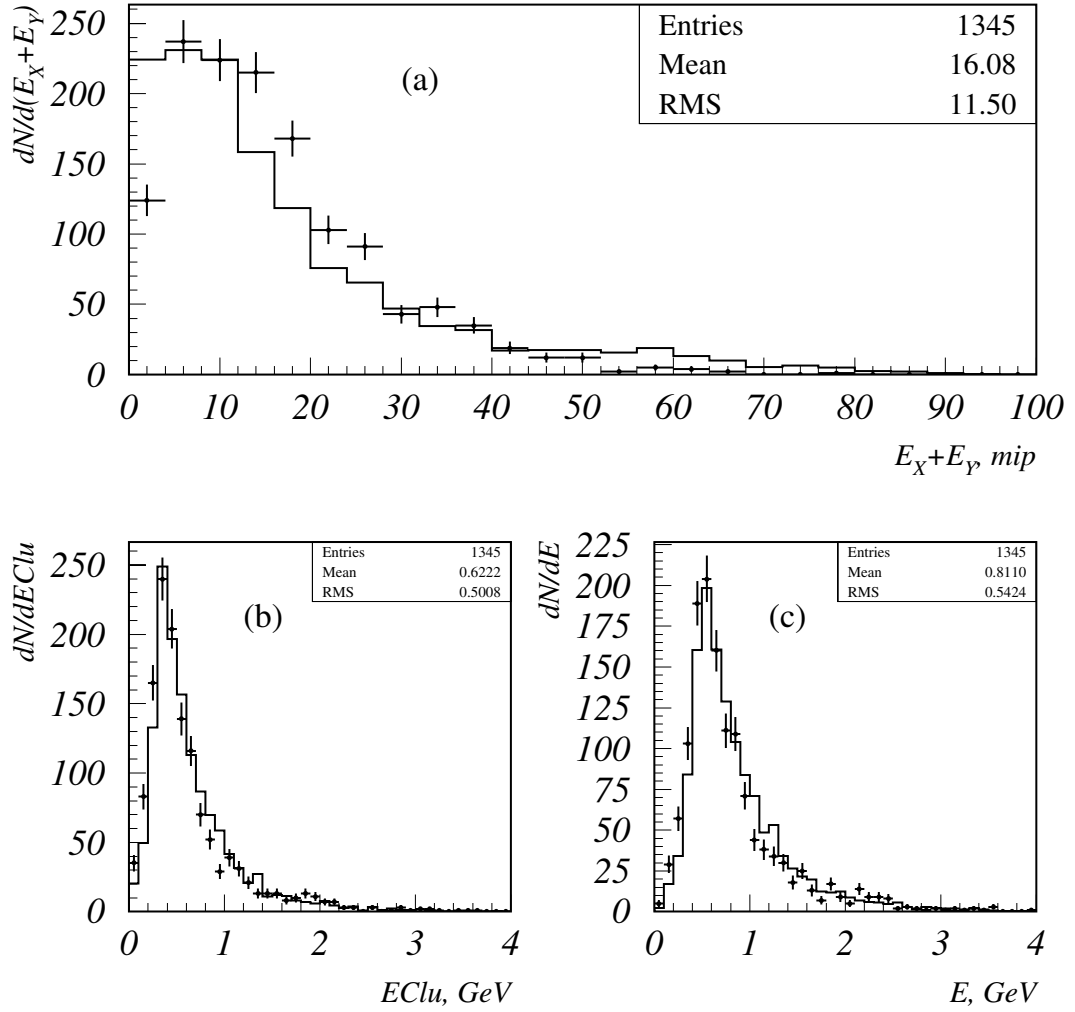 dN/d(E_X+E_Y)
250
200
150
100
50
0
(a)
Entries 1345
Mean 16.08
RMS 11.50
0 10 20 30 40 50 60 70 80 90 100
E_X+E_Y, mip
dN/dEClu
250
200
150
100
50
0
(b)
Entries 1345
Mean 0.6222
RMS 0.5008
0 1 2 3 4
EClu, GeV
dN/dE
225
200
175
150
125
100
75
50
25
0
(c)
Entries 1345
Mean 0.8110
RMS 0.5424
0 1 2 3 4
E, GeV